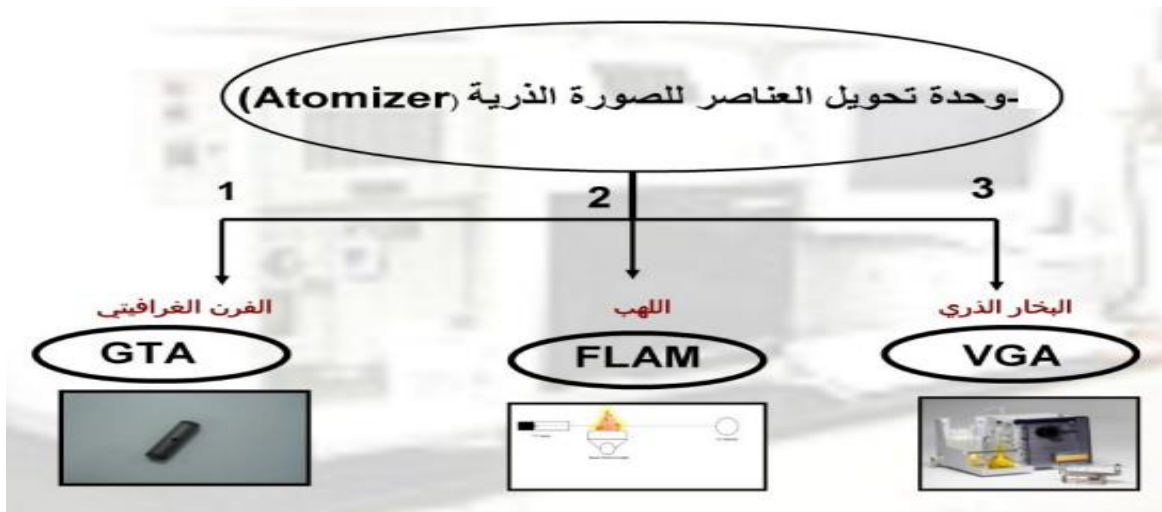 -وحدة تحويل العناصر للصورة الذرية (Atomizer)
1
2
3
الفرن الغرافيتي
اللهب
البخار الذري
GTA
FLAM
VGA